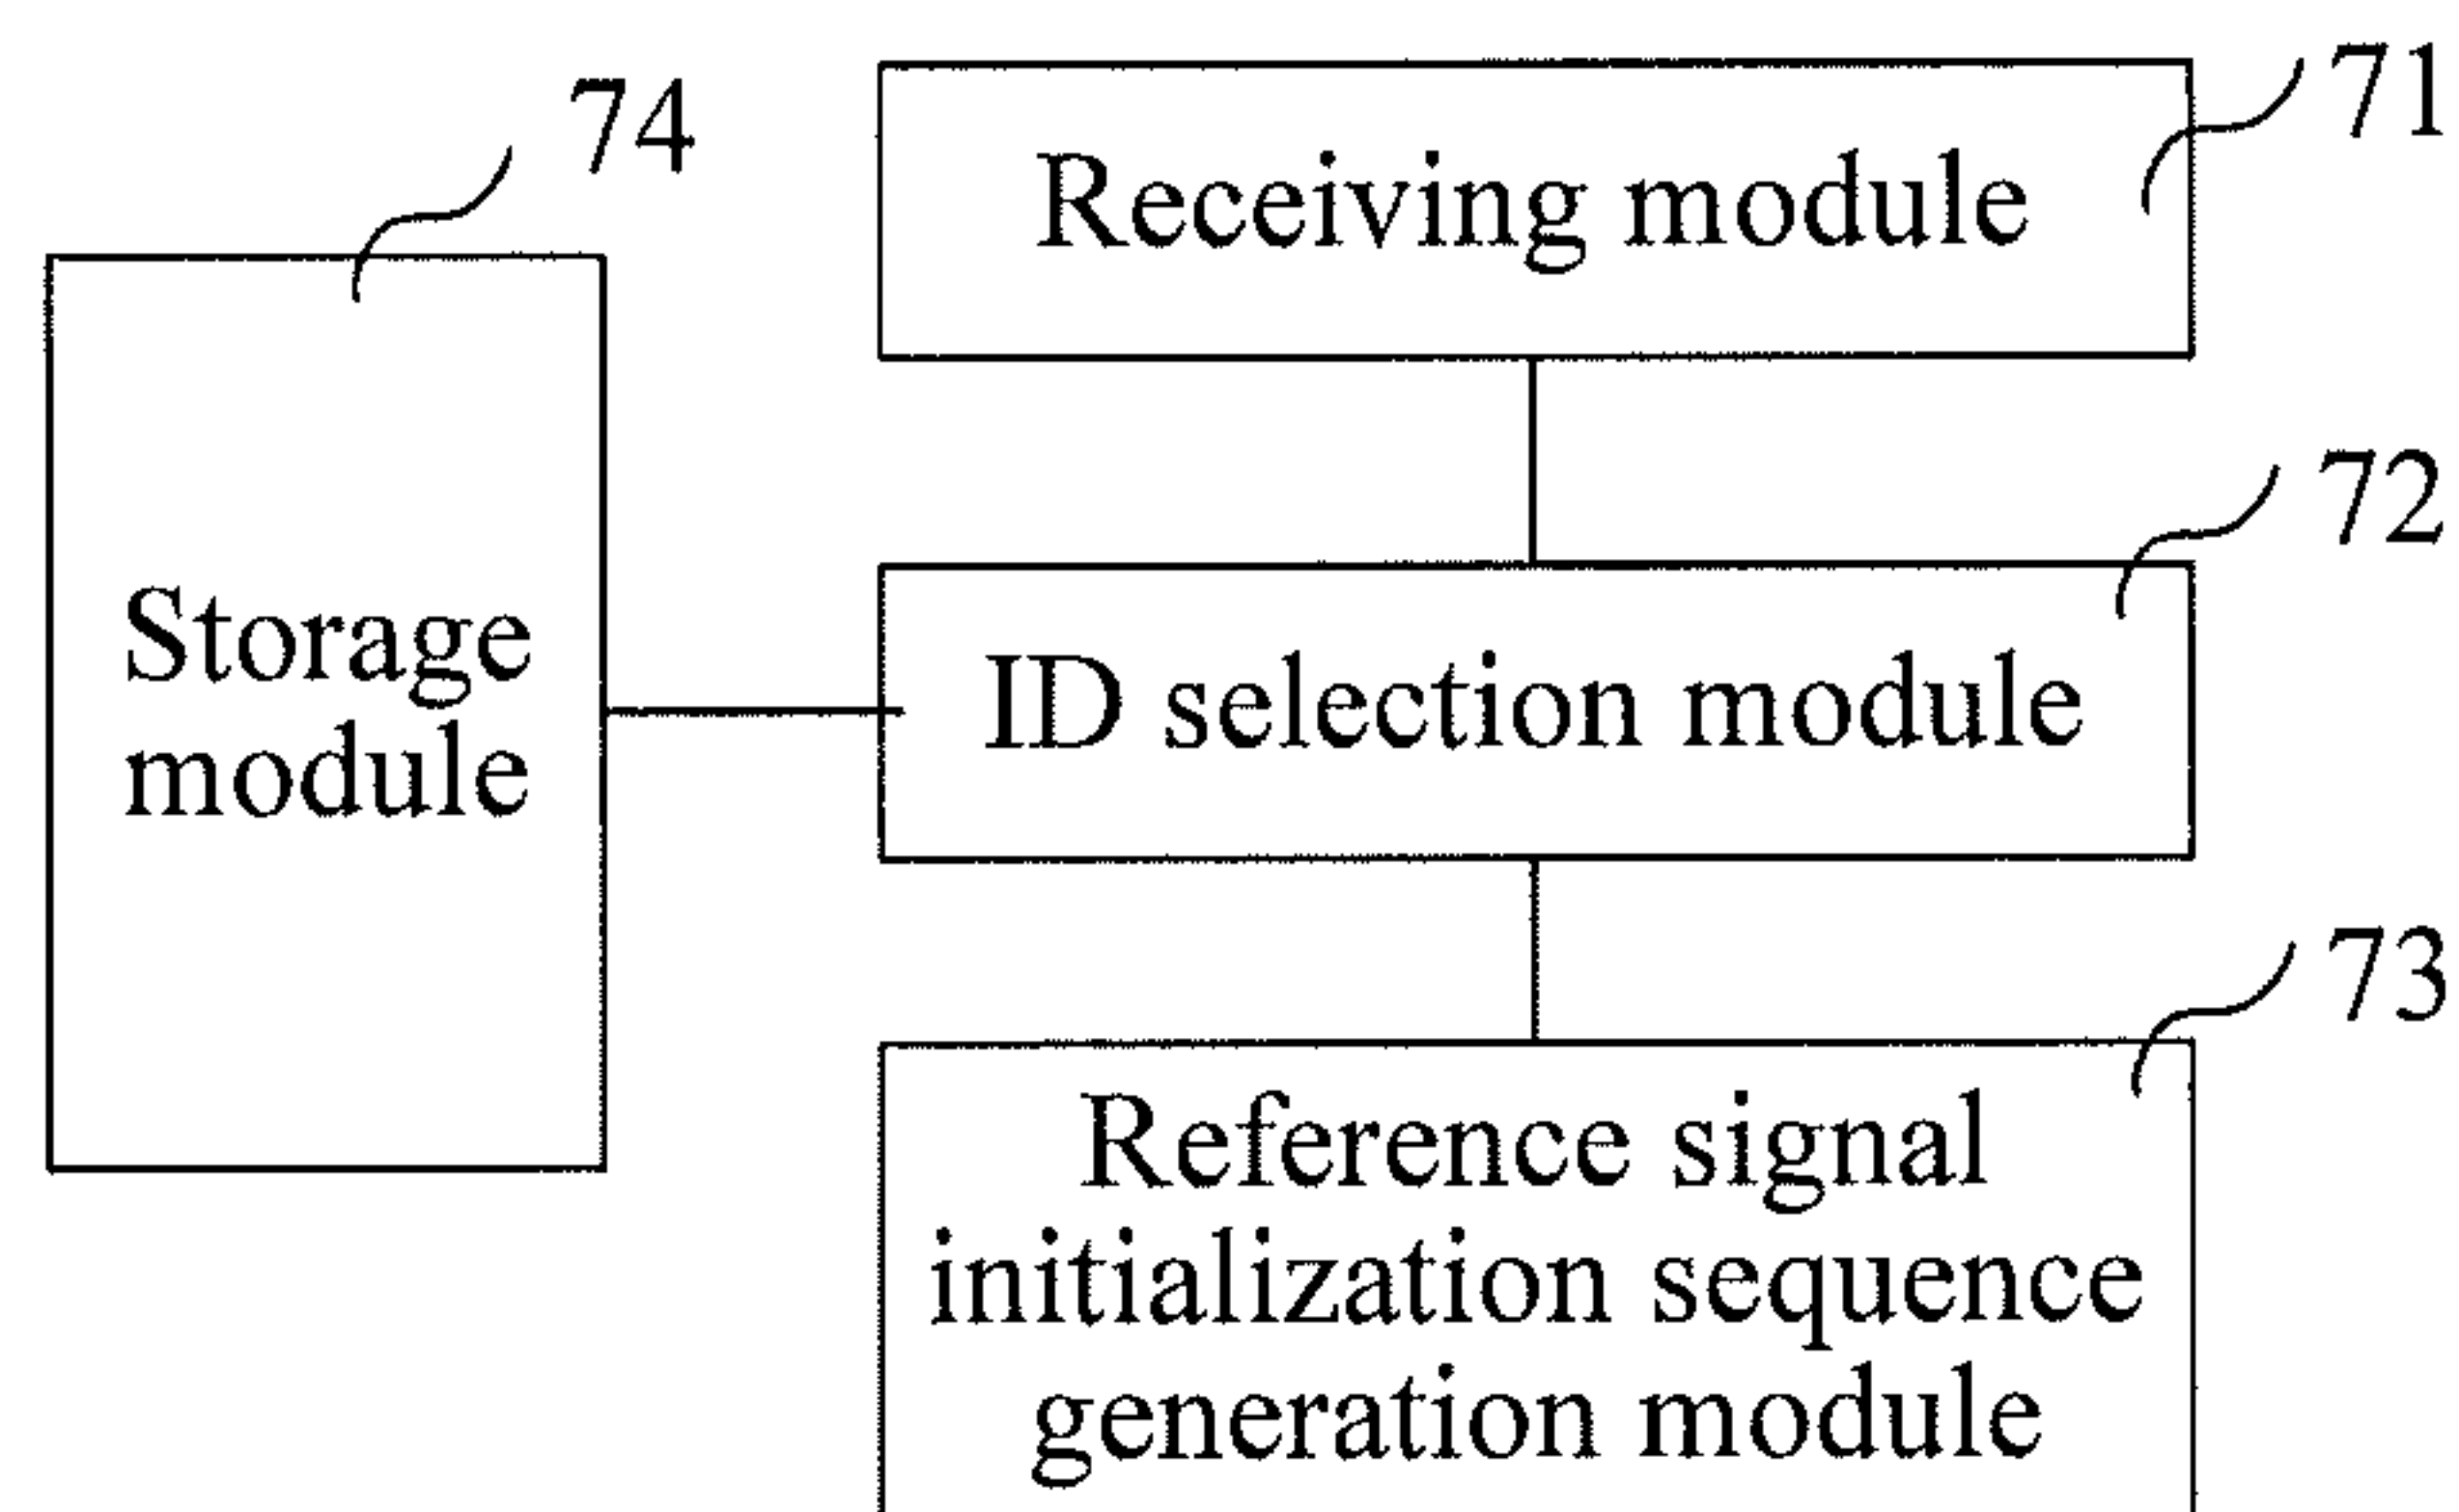 74
71
Receiving module
72
Storage
module
ID selection module
73
Reference signal
initialization sequence
generation module